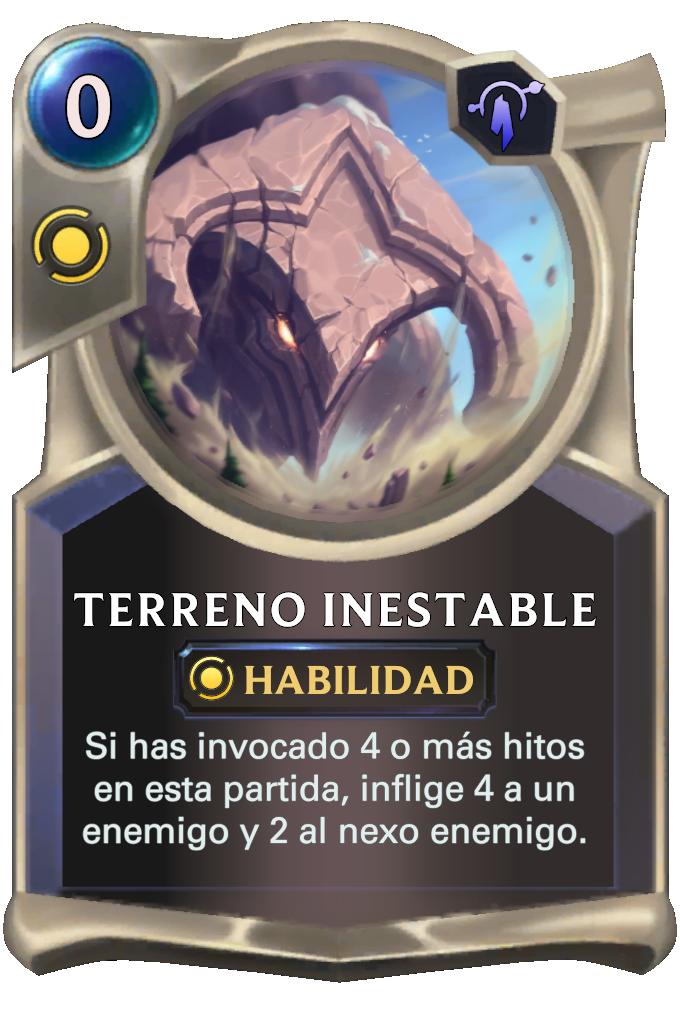 0
TERRENO INESTABLE
HABILIDAD
Si has invocado 4 o más hitos
en esta partida, inflige 4 a un
enemigo y 2 al nexo enemigo.